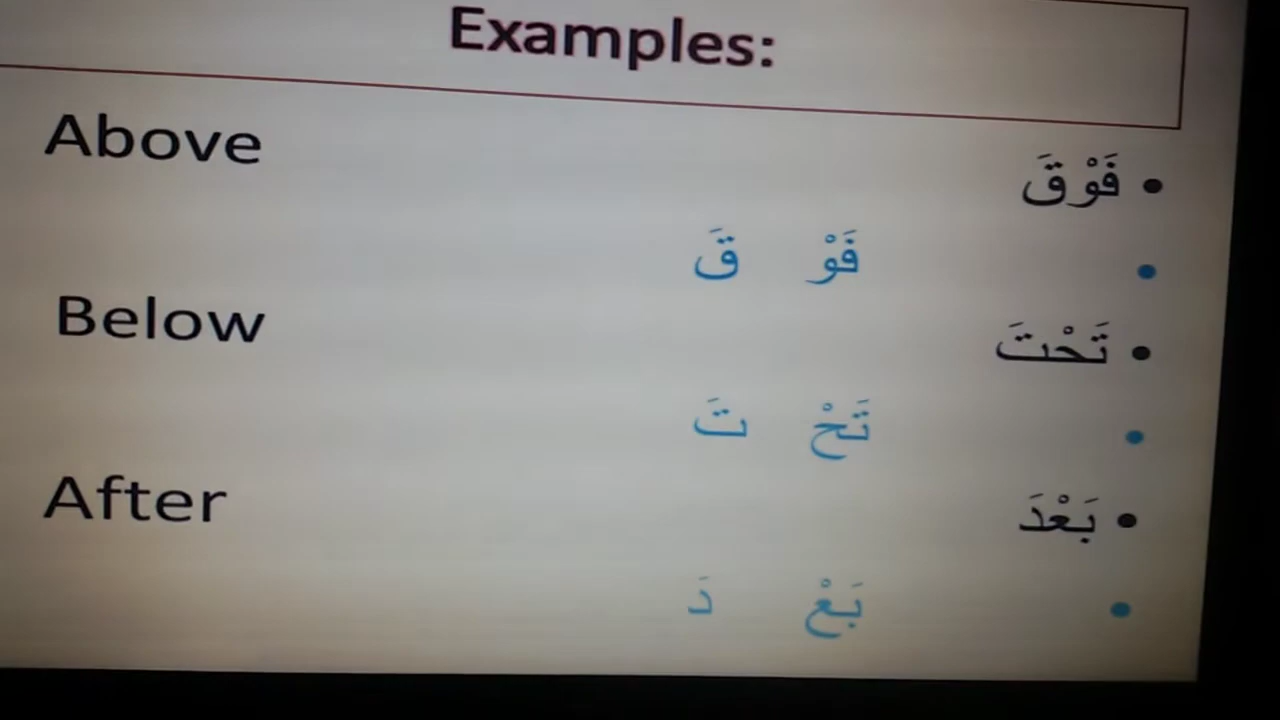 Examples:
Above فَوْقَ •
• فَوْ قَ
Below تَحْتَ •
• تَحْ تَ
After بَعْدَ •
• بَعْ دَ